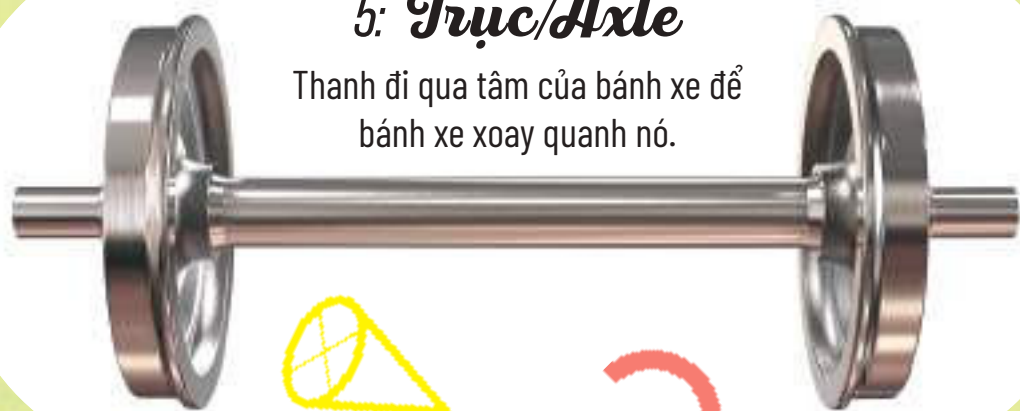 5: Trục/Axle
Thanh đi qua tâm của bánh xe để
bánh xe xoay quanh nó.